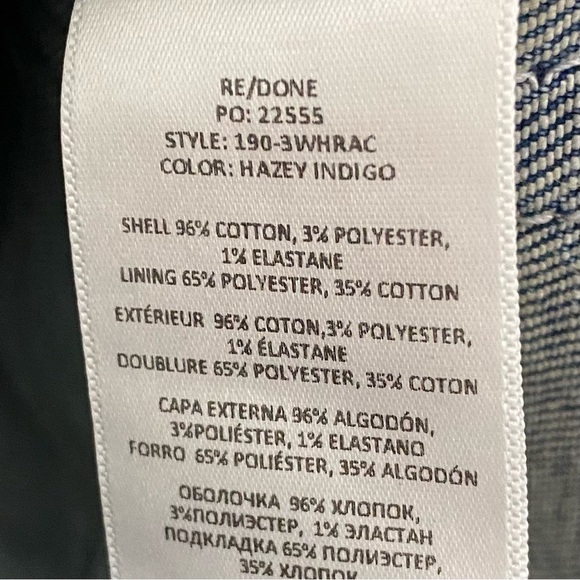 RE/DONE
PO: 22555
STYLE: 190-3WHRAC
COLOR: HAZEY INDIGO
SHELL 96% COTTON, 3% POLYESTER,
1% ELASTANE
LINING 65% POLYESTER, 35% COTTON
EXTÉRIEUR 96% COTON,3% POLYESTER,
1% ÉLASTANE
DOUBLURE 65% POLYESTER, 35% COTON
CAPA EXTERNA 96% ALGODÓN,
3%POLIÉSTER, 1% ELASTANO
FORRO 65% POLIÉSTER, 35% ALGODÓN
ОБОЛОЧКА 96% ХЛОПОК,
3%ПОЛИЭСТЕР, 1% ЭЛАСТАН
ПОДКЛАДКА 65% ПОЛИЭСТЕР,
35% ХЛОПОК